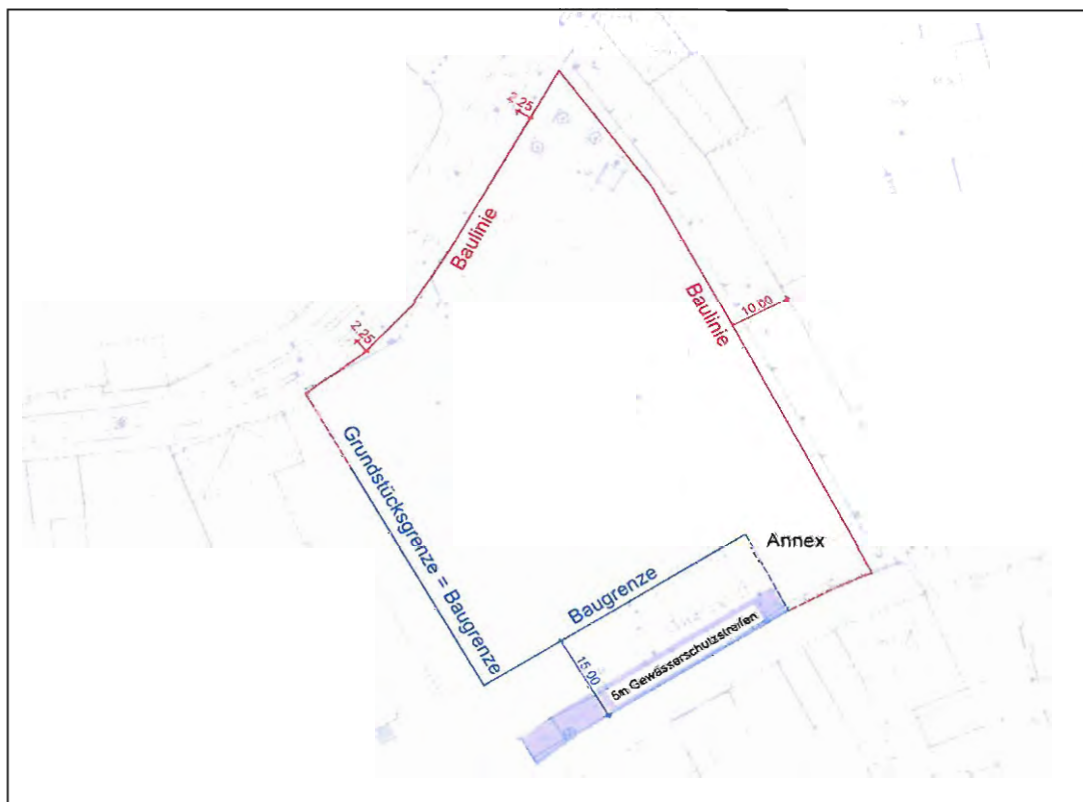 2.25
Baulinie
2.25
Baulinie
10.00
Grundstücksgrenze = Baugrenze
Annex
Baugrenze
15.00
5m Gewässerschutzstreifen